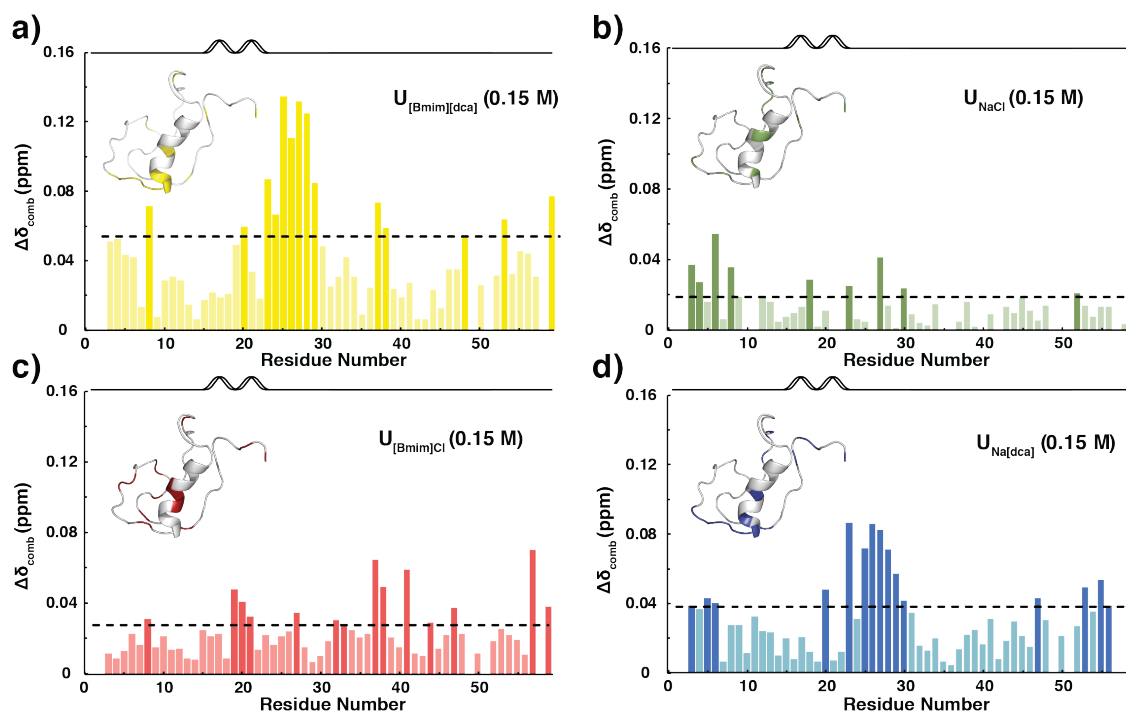 a)
0.16
0.12
0.08
0.04
0
Δδcomb (ppm)
U[Bmim][dca] (0.15 M)
0 10 20 30 40 50
Residue Number
b)
0.16
0.12
0.08
0.04
0
Δδcomb (ppm)
UNaCl (0.15 M)
0 10 20 30 40 50
Residue Number
c)
0.16
0.12
0.08
0.04
0
Δδcomb (ppm)
U[Bmim]Cl (0.15 M)
0 10 20 30 40 50
Residue Number
d)
0.16
0.12
0.08
0.04
0
Δδcomb (ppm)
UNa[dca] (0.15 M)
0 10 20 30 40 50
Residue Number